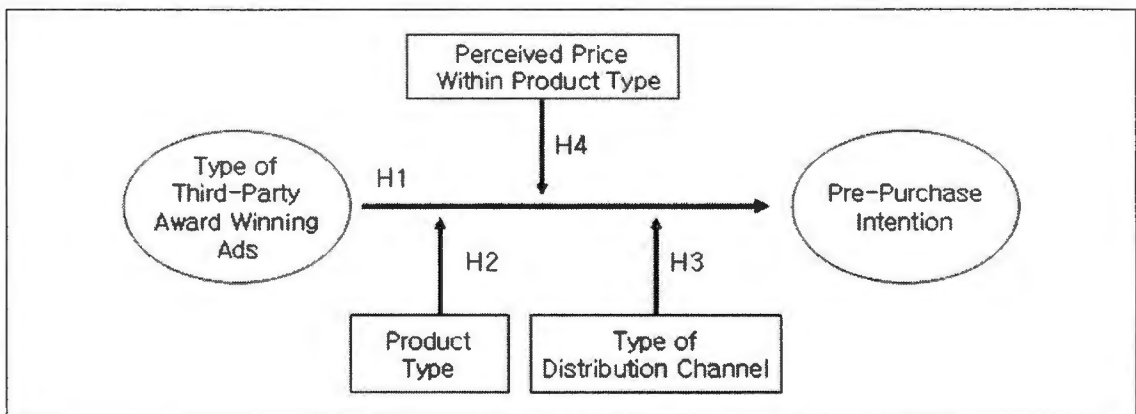 Perceived Price
Within Product Type
H4
Type of
Third-Party
Award Winning
Ads
H1
Pre-Purchase
Intention
H2
H3
Product
Type
Type of
Distribution Channel